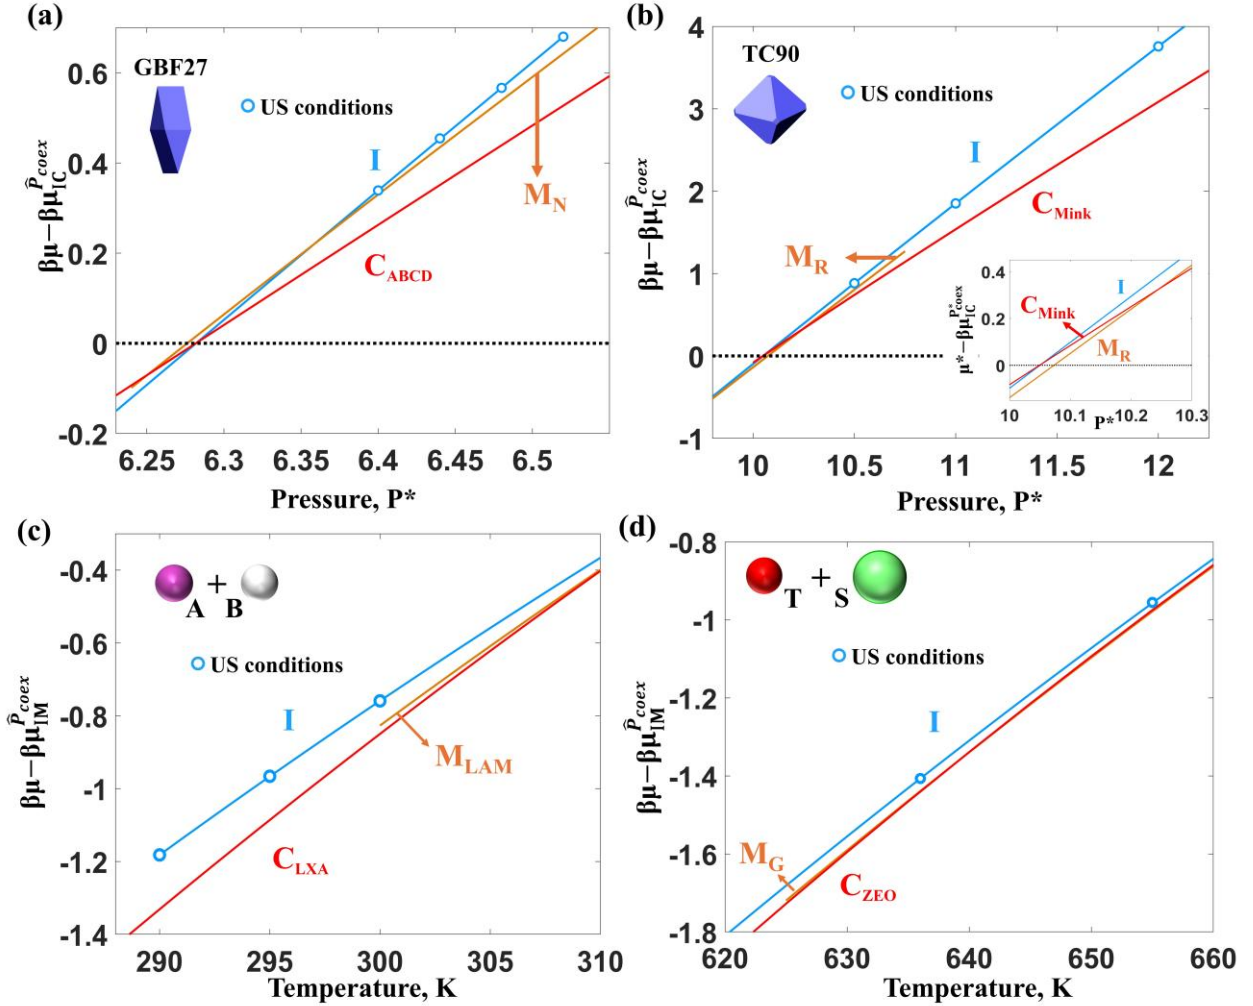 (a)
GBF27
US conditions
I
M_N
C_ABCD
βμ−βμ_IC^P̂coex
0.6
0.4
0.2
0
-0.2
6.25 6.3 6.35 6.4 6.45 6.5
Pressure, P*
(b)
TC90
US conditions
I
C_Mink
M_R
βμ−βμ_IC^P̂coex
4
3
2
1
0
-1
10 10.5 11 11.5 12
Pressure, P*
0.4
0.2
0
I
C_Mink
M_R
μ*−βμ_IC^P*coex
10 10.1 10.2 10.3
P*
(c)
A + B
US conditions
I
M_LAM
C_LXA
βμ−βμ_IM^P̂coex
-0.4
-0.6
-0.8
-1
-1.2
-1.4
290 295 300 305 310
Temperature, K
(d)
T + S
US conditions
I
M_G
C_ZEO
βμ−βμ_IM^P̂coex
-0.8
-1
-1.2
-1.4
-1.6
-1.8
620 630 640 650 660
Temperature, K